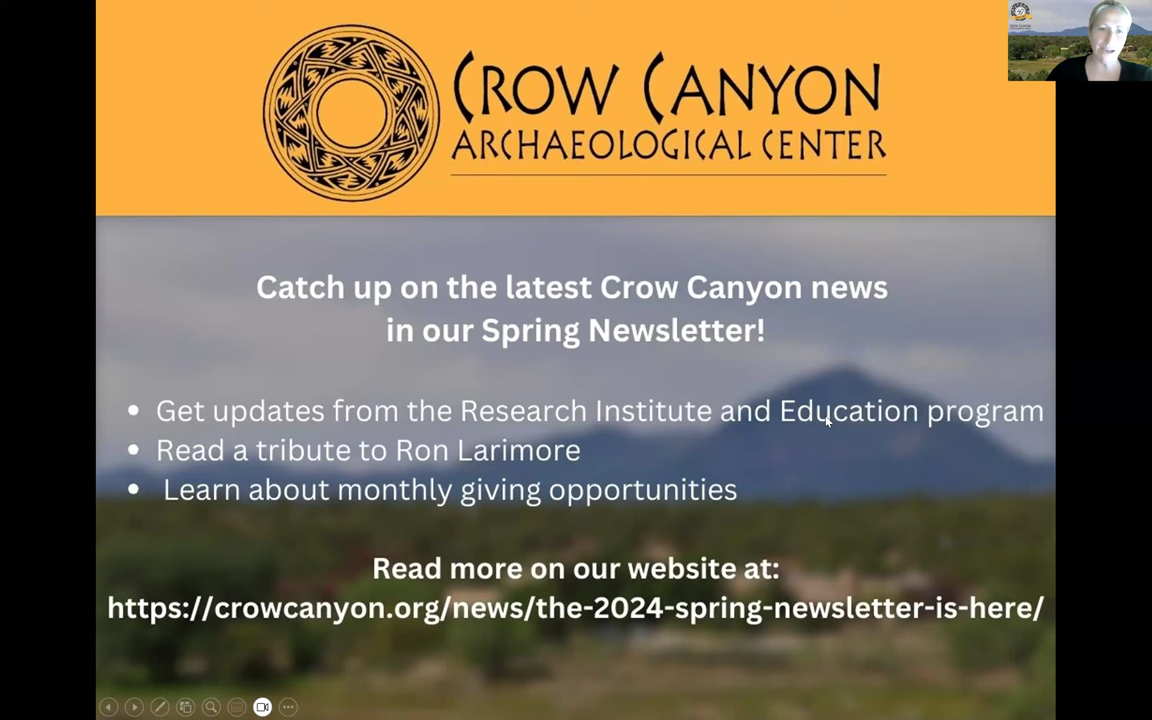 CROW CANYON
ARCHAEOLOGICAL CENTER
Catch up on the latest Crow Canyon news
in our Spring Newsletter!
• Get updates from the Research Institute and Education program
• Read a tribute to Ron Larimore
• Learn about monthly giving opportunities
Read more on our website at:
https://crowcanyon.org/news/the-2024-spring-newsletter-is-here/